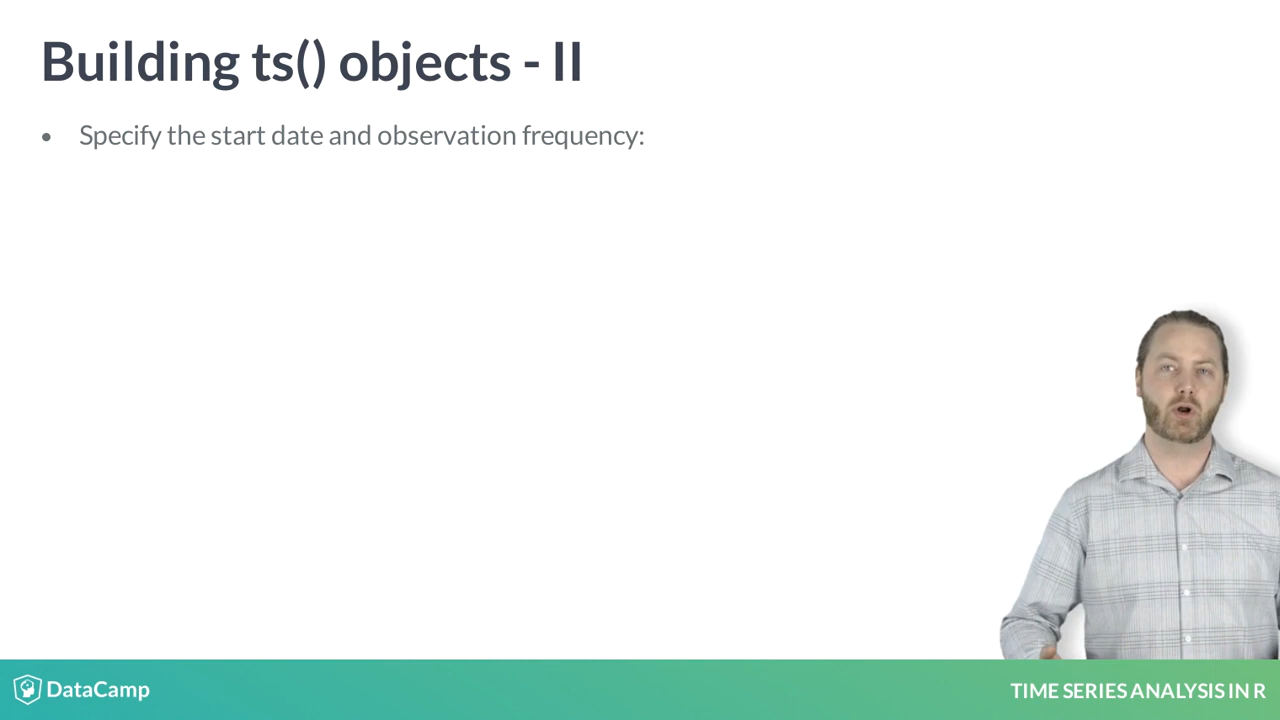 Building ts() objects - II
• Specify the start date and observation frequency:
DataCamp
TIME SERIES ANALYSIS IN R